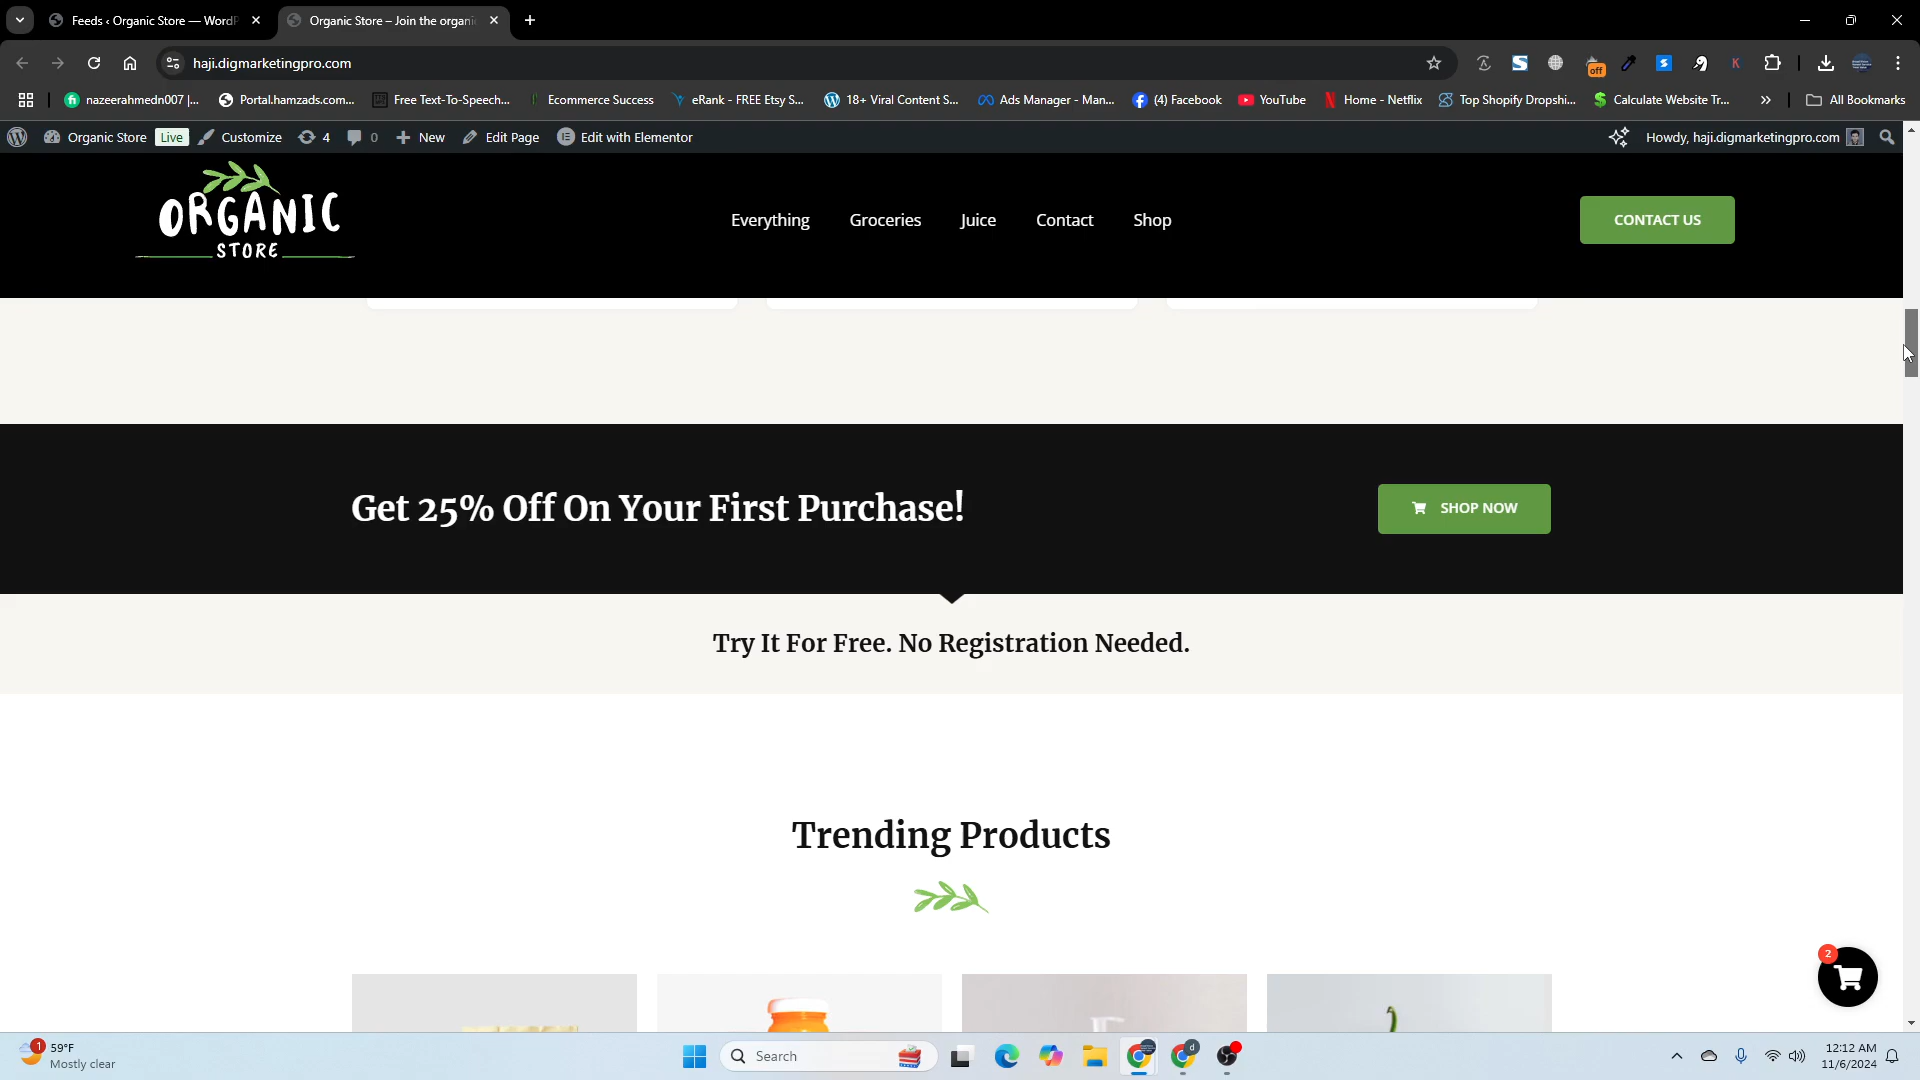 Feeds ‹ Organic Store — WordP
Organic Store – Join the organi
haji.digmarketingpro.com
off
nazeerahmedn007 |...
Portal.hamzads.com...
Free Text-To-Speech...
Ecommerce Success
eRank - FREE Etsy S...
18+ Viral Content S...
Ads Manager - Man...
(4) Facebook
YouTube
Home - Netflix
Top Shopify Dropshi...
Calculate Website Tr...
»
All Bookmarks
Organic Store
Live
Customize
4
0
New
Edit Page
Edit with Elementor
Howdy, haji.digmarketingpro.com
ORGANIC
STORE
Everything
Groceries
Juice
Contact
Shop
CONTACT US
Get 25% Off On Your First Purchase!
SHOP NOW
Try It For Free. No Registration Needed.
Trending Products
2
1
59°F
Mostly clear
Search
d
12:12 AM
11/6/2024